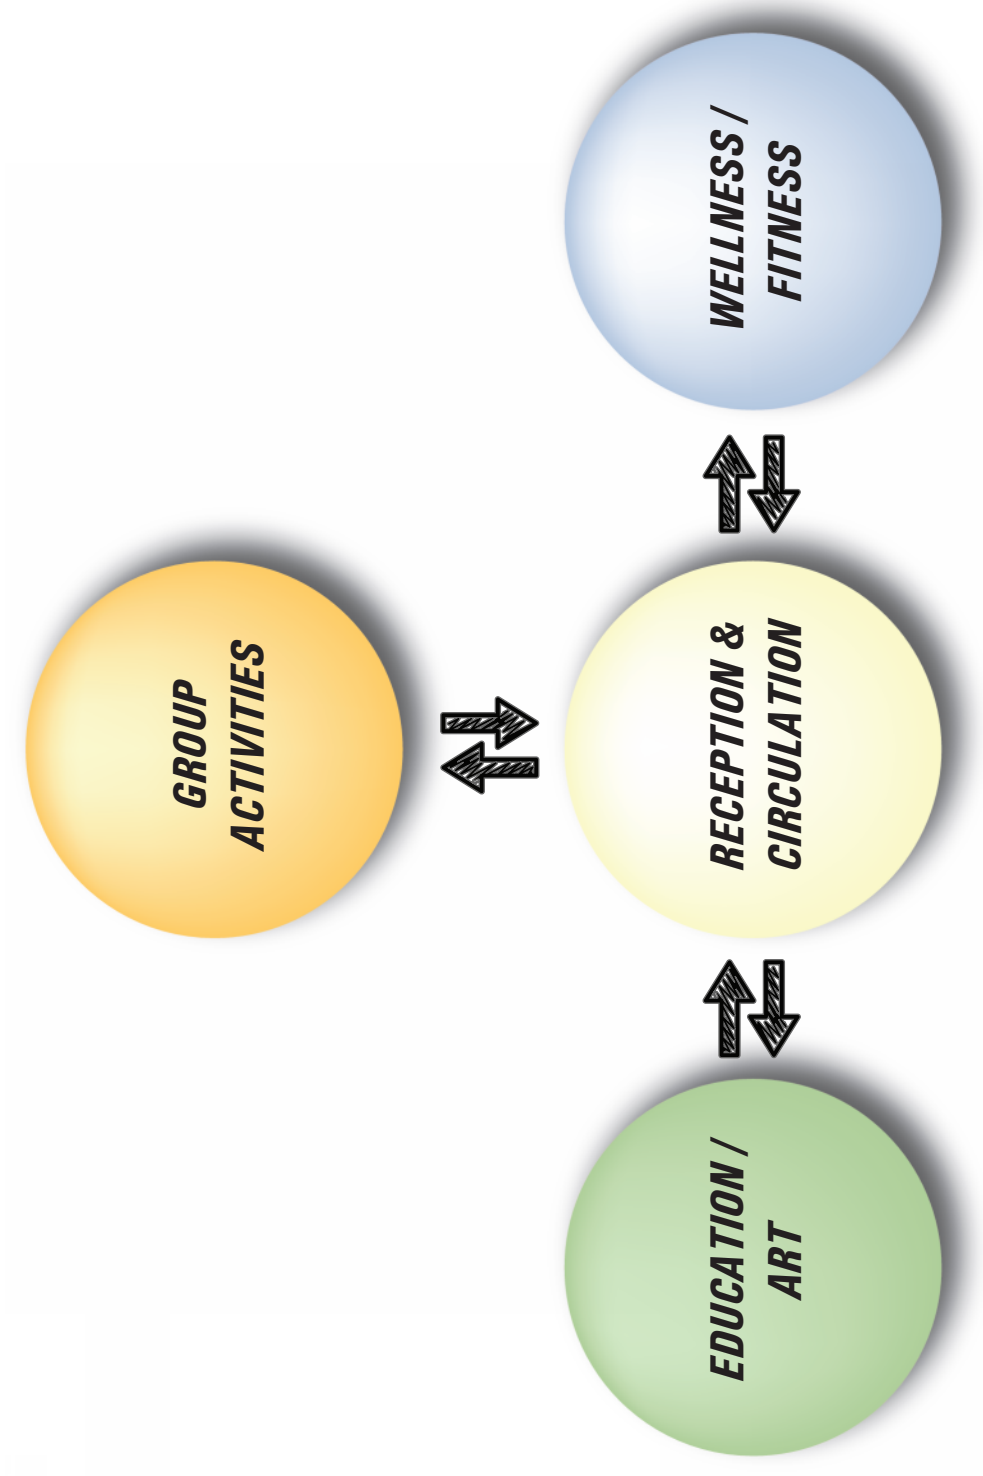 GROUP
ACTIVITIES
EDUCATION /
ART
RECEPTION &
CIRCULATION
WELLNESS /
FITNESS